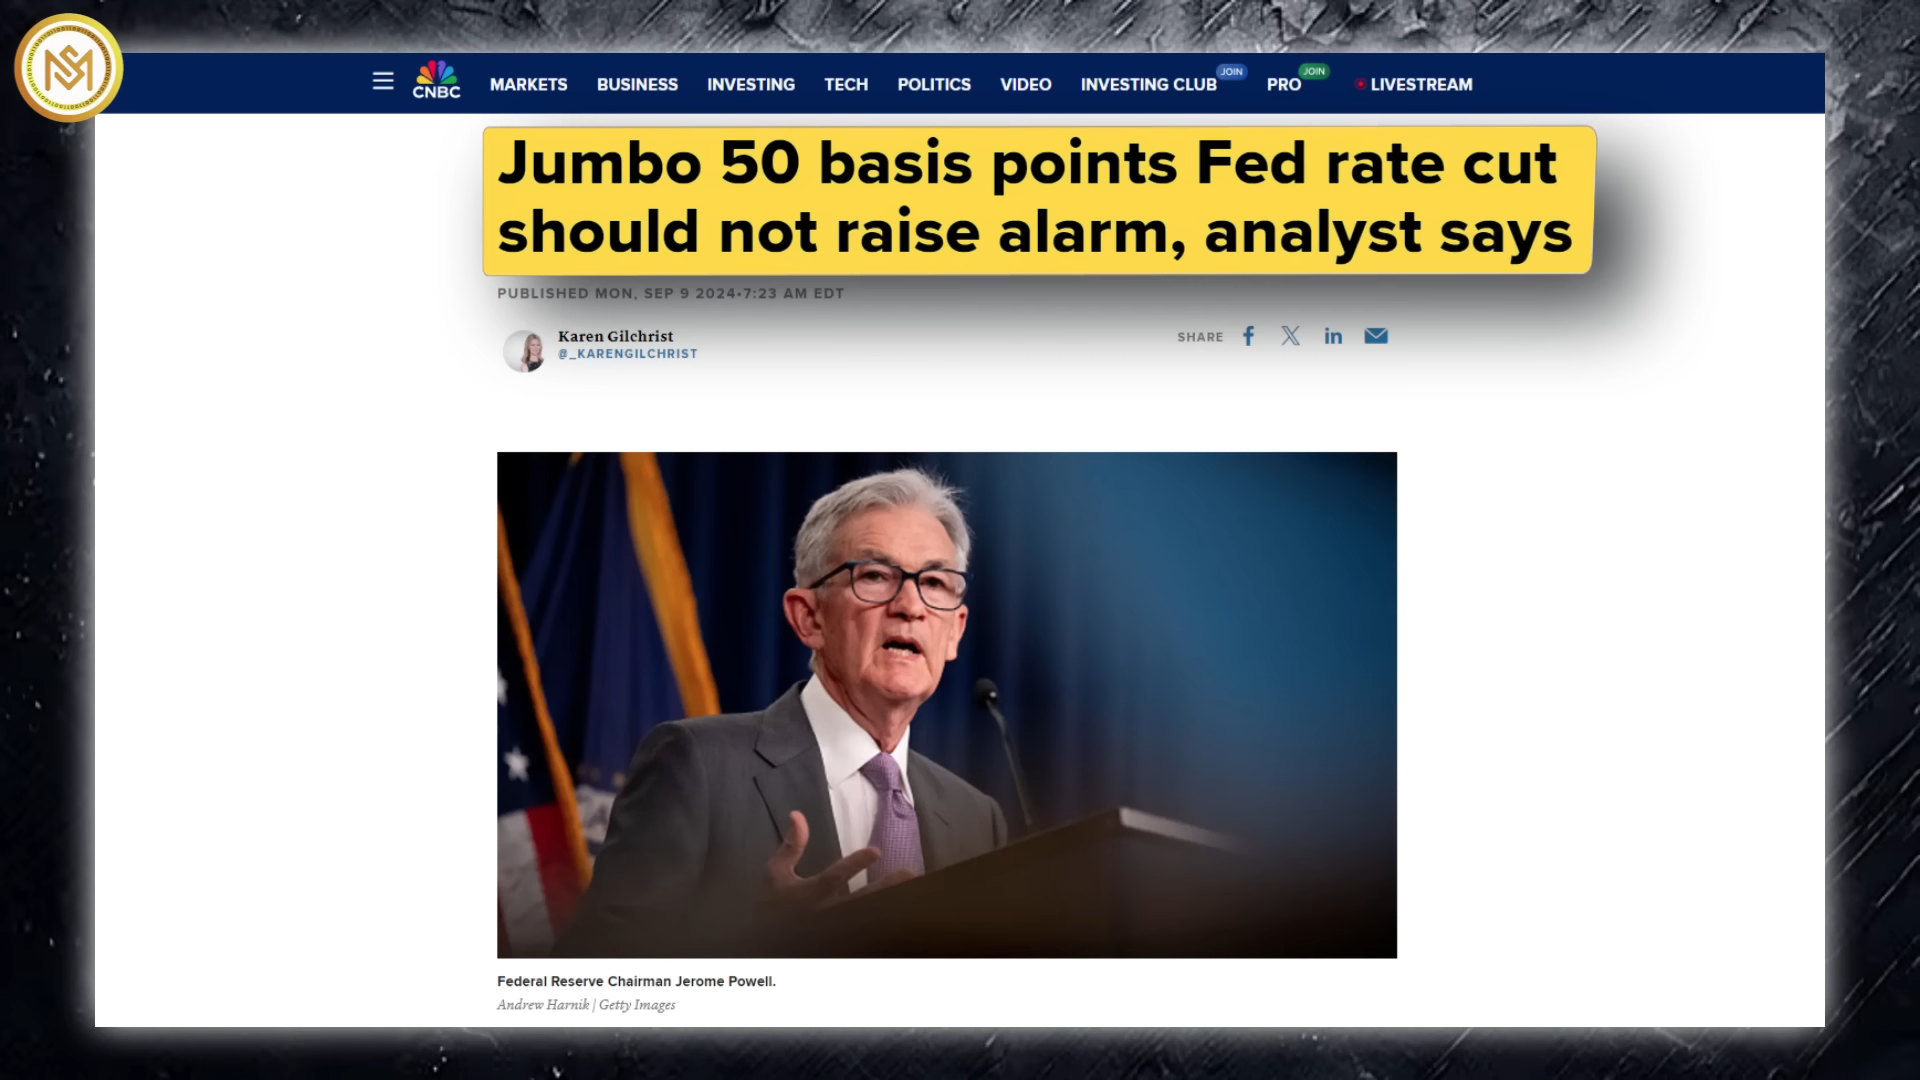 CNBC
MARKETS BUSINESS INVESTING TECH POLITICS VIDEO INVESTING CLUB JOIN PRO JOIN LIVESTREAM
Jumbo 50 basis points Fed rate cut
should not raise alarm, analyst says
PUBLISHED MON, SEP 9 2024•7:23 AM EDT
Karen Gilchrist
@_KARENGILCHRIST
SHARE
Federal Reserve Chairman Jerome Powell.
Andrew Harnik | Getty Images